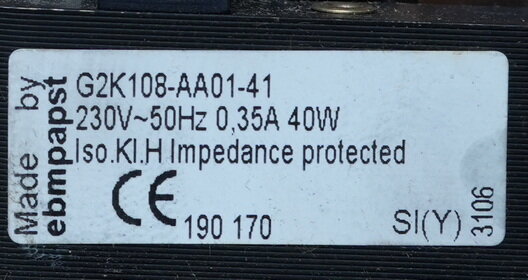 Made by
ebmpapst
G2K108-AA01-41
230V~50Hz 0,35A 40W
Iso.Kl.H Impedance protected
CE
190 170
SI(Y)
3106